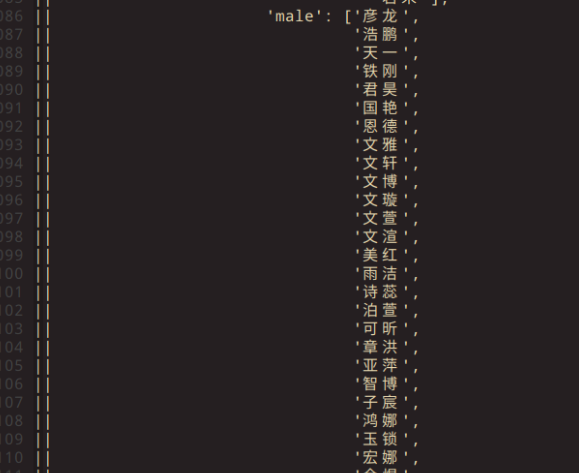 086 || 'male': ['彦龙',
087 || '浩鹏',
088 || '天一',
089 || '铁刚',
090 || '君昊',
091 || '国艳',
092 || '恩德',
093 || '文雅',
094 || '文轩',
095 || '文博',
096 || '文璇',
097 || '文萱',
098 || '文渲',
099 || '美红',
100 || '雨洁',
101 || '诗蕊',
102 || '泊萱',
103 || '可昕',
104 || '章洪',
105 || '亚萍',
106 || '智博',
107 || '子宸',
108 || '鸿娜',
109 || '玉锁',
110 || '宏娜',